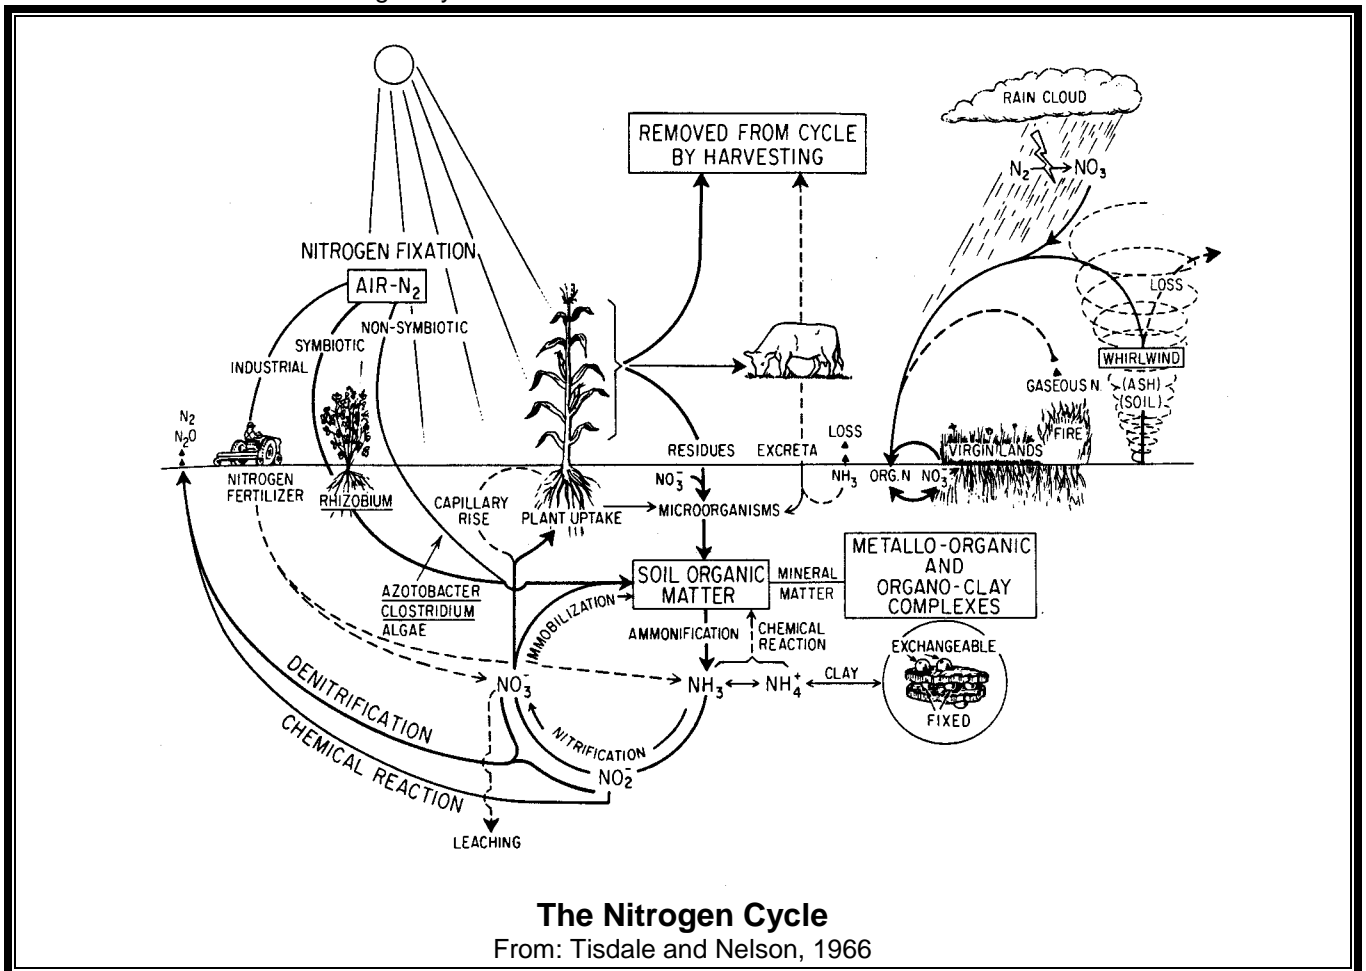 RAIN CLOUD
REMOVED FROM CYCLE
BY HARVESTING
N₂ → NO₃
NITROGEN FIXATION
AIR-N₂
LOSS
NON-SYMBIOTIC
SYMBIOTIC
INDUSTRIAL
WHIRLWIND
GASEOUS N.
(ASH)
(SOIL)
N₂
N₂O
LOSS
FIRE
RESIDUES
EXCRETA
VIRGIN LANDS
NITROGEN
FERTILIZER
RHIZOBIUM
CAPILLARY
RISE
NO₃⁻
NH₃
ORG.N
NO₃⁻
PLANT UPTAKE
MICROORGANISMS
METALLO-ORGANIC
AND
ORGANO-CLAY
COMPLEXES
SOIL ORGANIC
MATTER
MINERAL
MATTER
AZOTOBACTER
CLOSTRIDIUM
ALGAE
IMMOBILIZATION
AMMONIFICATION
CHEMICAL
REACTION
EXCHANGEABLE
FIXED
DENITRIFICATION
CHEMICAL REACTION
NO₃⁻
NH₃ ↔ NH₄⁺
CLAY
NITRIFICATION
NO₂⁻
LEACHING
The Nitrogen Cycle
From: Tisdale and Nelson, 1966